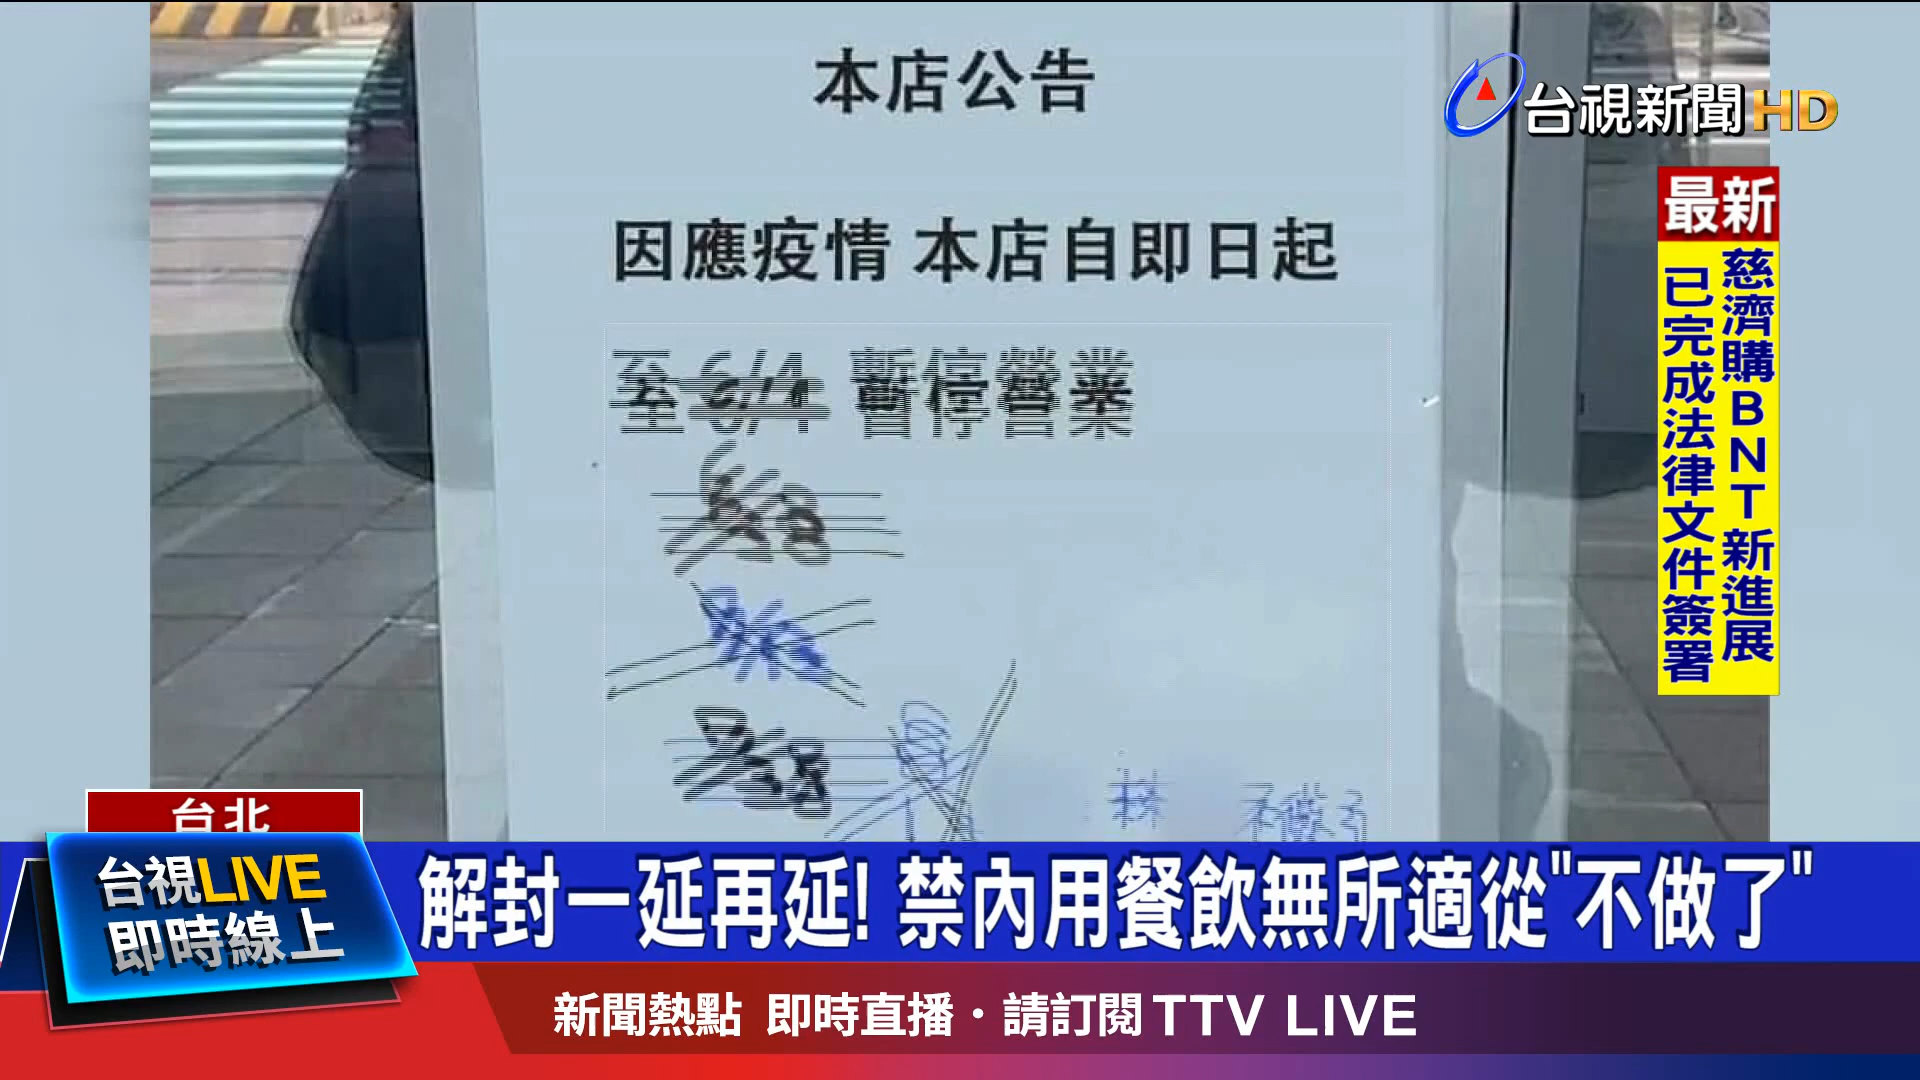 本店公告
因應疫情 本店自即日起
至 6/4 暫停營業
不做了
台視新聞HD
最新
慈濟購BNT新進展
已完成法律文件簽署
台北
台視LIVE
即時線上
解封一延再延! 禁內用餐飲無所適從"不做了"
新聞熱點 即時直播·請訂閱TTV LIVE